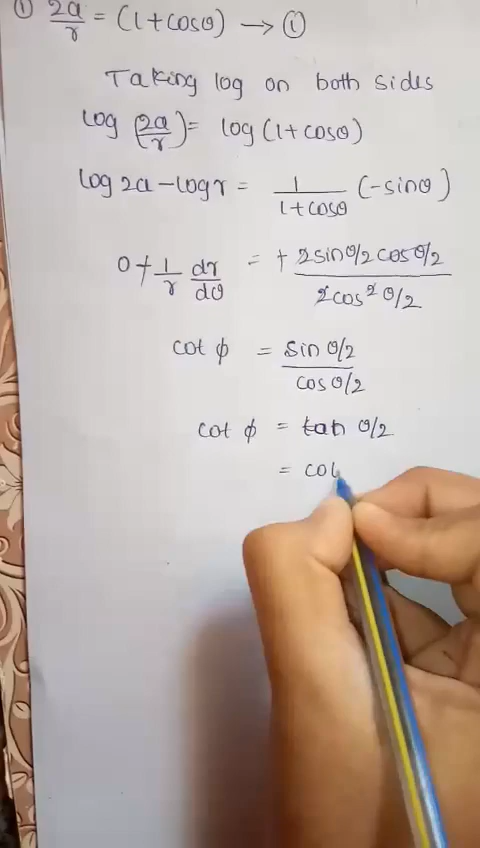 ① 2a/r = (1+cosθ) → ①
Taking log on both sides
log (2a/r) = log (1+cosθ)
log 2a - log r = 1/(1+cosθ) (-sinθ)
0 + 1/r dr/dθ = + 2sinθ/2 cosθ/2 / 2cos²θ/2
cot ϕ = sin θ/2 / cos θ/2
cot ϕ = tan θ/2
= cot